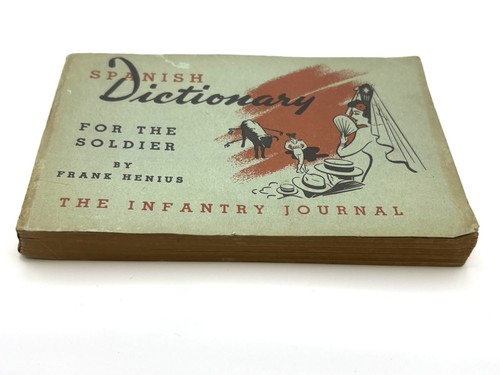 SPANISH
Dictionary
FOR THE
SOLDIER
BY
FRANK HENIUS
THE INFANTRY JOURNAL